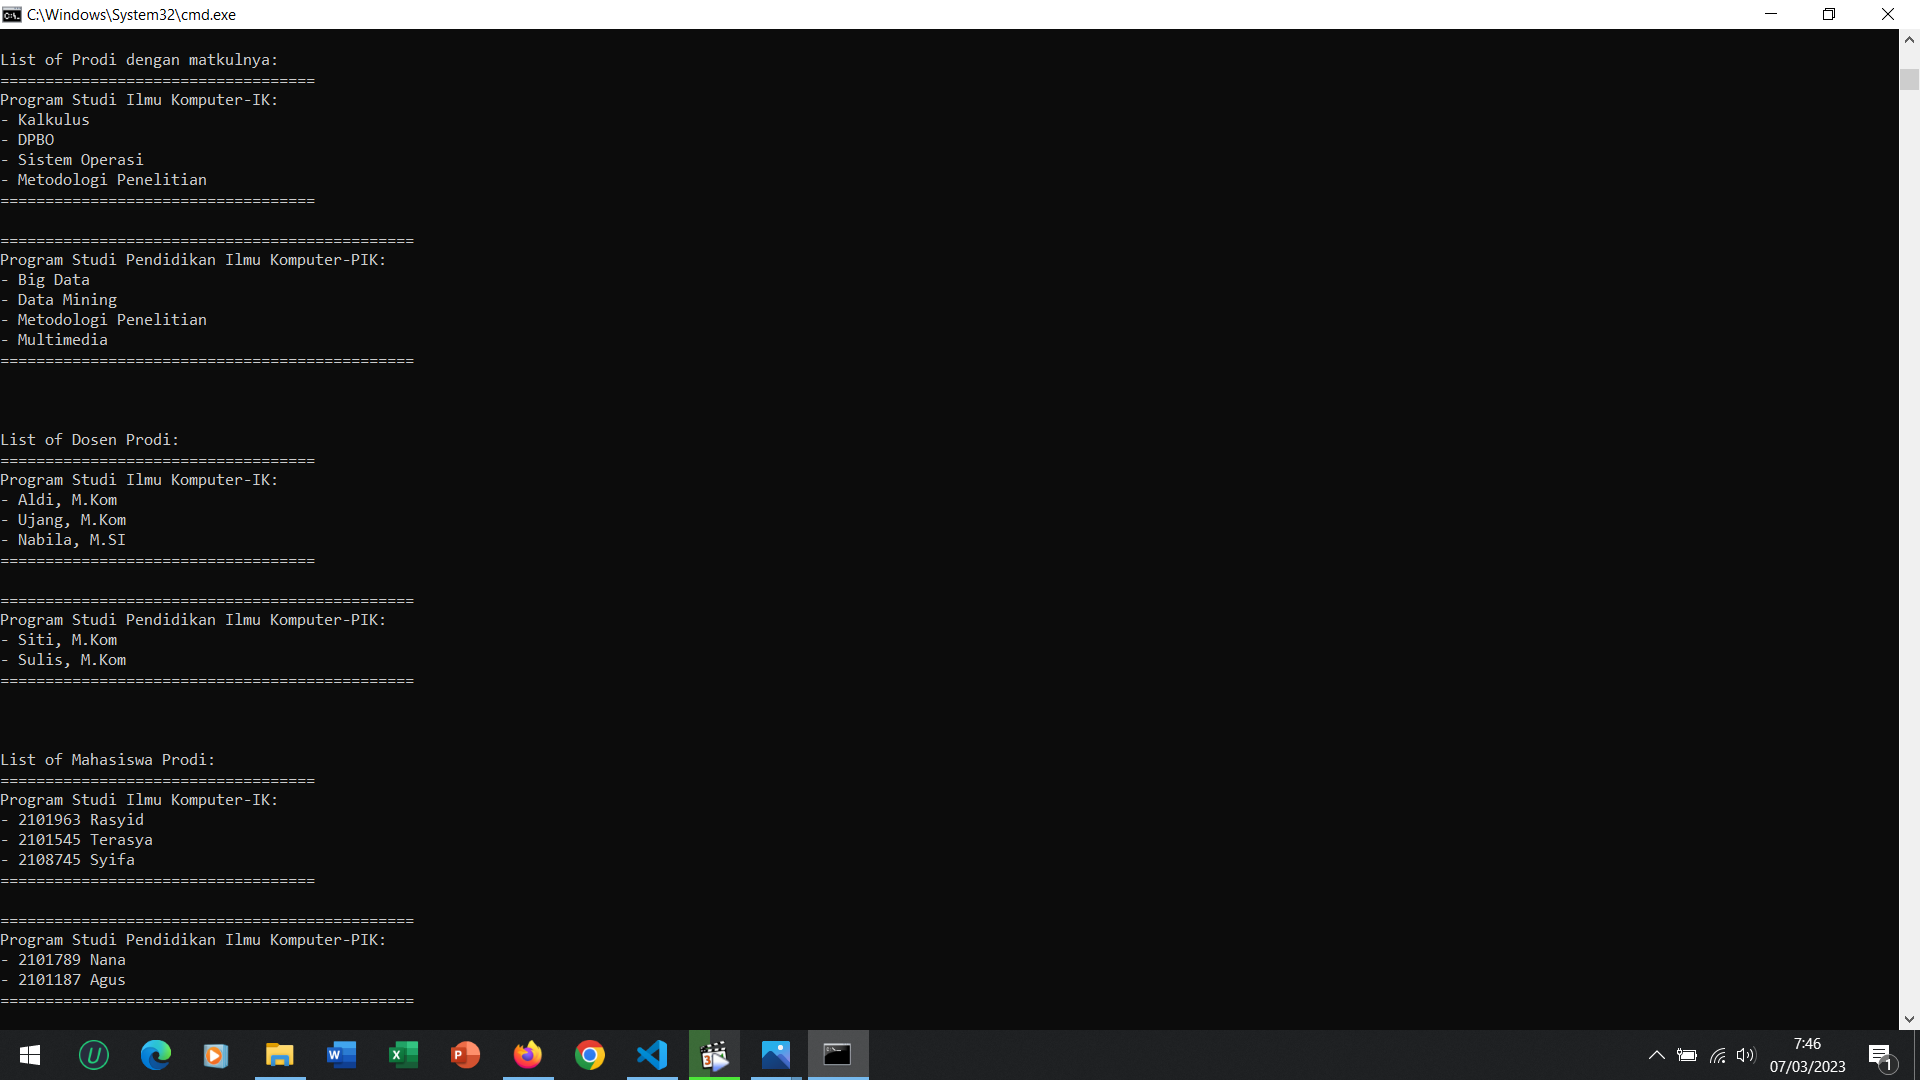 C:\Windows\System32\cmd.exe
List of Prodi dengan matkulnya:
===================================
Program Studi Ilmu Komputer-IK:
- Kalkulus
- DPBO
- Sistem Operasi
- Metodologi Penelitian
===================================
==============================================
Program Studi Pendidikan Ilmu Komputer-PIK:
- Big Data
- Data Mining
- Metodologi Penelitian
- Multimedia
==============================================
List of Dosen Prodi:
===================================
Program Studi Ilmu Komputer-IK:
- Aldi, M.Kom
- Ujang, M.Kom
- Nabila, M.SI
===================================
==============================================
Program Studi Pendidikan Ilmu Komputer-PIK:
- Siti, M.Kom
- Sulis, M.Kom
==============================================
List of Mahasiswa Prodi:
===================================
Program Studi Ilmu Komputer-IK:
- 2101963 Rasyid
- 2101545 Terasya
- 2108745 Syifa
===================================
==============================================
Program Studi Pendidikan Ilmu Komputer-PIK:
- 2101789 Nana
- 2101187 Agus
==============================================
7:46
07/03/2023
1